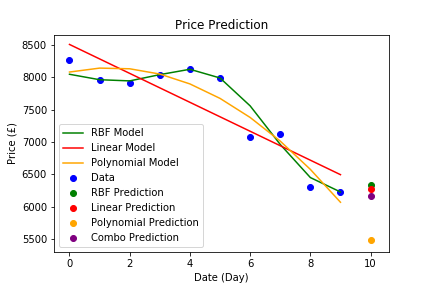 Price Prediction
8500
8000
7500
7000
6500
6000
5500
Price (£)
RBF Model
Linear Model
Polynomial Model
Data
RBF Prediction
Linear Prediction
Polynomial Prediction
Combo Prediction
0
2
4
6
8
10
Date (Day)